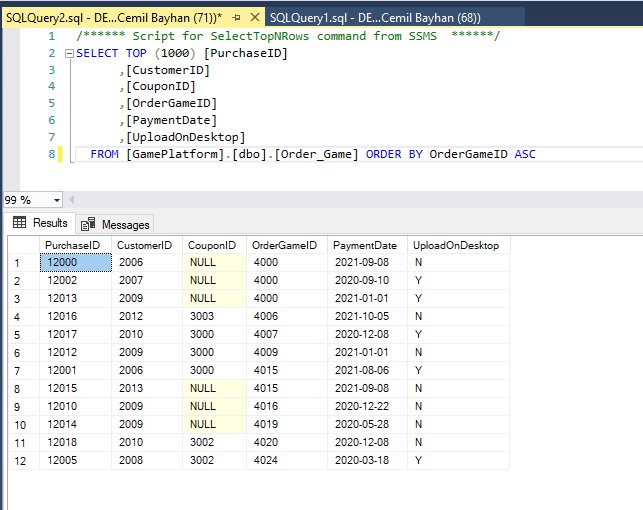 SQLQuery2.sql - DE...Cemil Bayhan (71))* SQLQuery1.sql - DE...Cemil Bayhan (68))
1 /****** Script for SelectTopNRows command from SSMS ******/
2 SELECT TOP (1000) [PurchaseID]
3 ,[CustomerID]
4 ,[CouponID]
5 ,[OrderGameID]
6 ,[PaymentDate]
7 ,[UploadOnDesktop]
8 FROM [GamePlatform].[dbo].[Order_Game] ORDER BY OrderGameID ASC
99 %
Results Messages
PurchaseID CustomerID CouponID OrderGameID PaymentDate UploadOnDesktop
1 12000 2006 NULL 4000 2021-09-08 N
2 12002 2007 NULL 4000 2020-09-10 Y
3 12013 2009 NULL 4000 2021-01-01 Y
4 12016 2012 3003 4006 2021-10-05 N
5 12017 2010 3000 4007 2020-12-08 Y
6 12012 2009 3000 4009 2021-01-01 N
7 12001 2006 3000 4015 2021-08-06 Y
8 12015 2013 NULL 4015 2021-09-08 N
9 12010 2009 NULL 4016 2020-12-22 N
10 12014 2009 NULL 4019 2020-05-28 N
11 12018 2010 3002 4020 2020-12-08 N
12 12005 2008 3002 4024 2020-03-18 Y